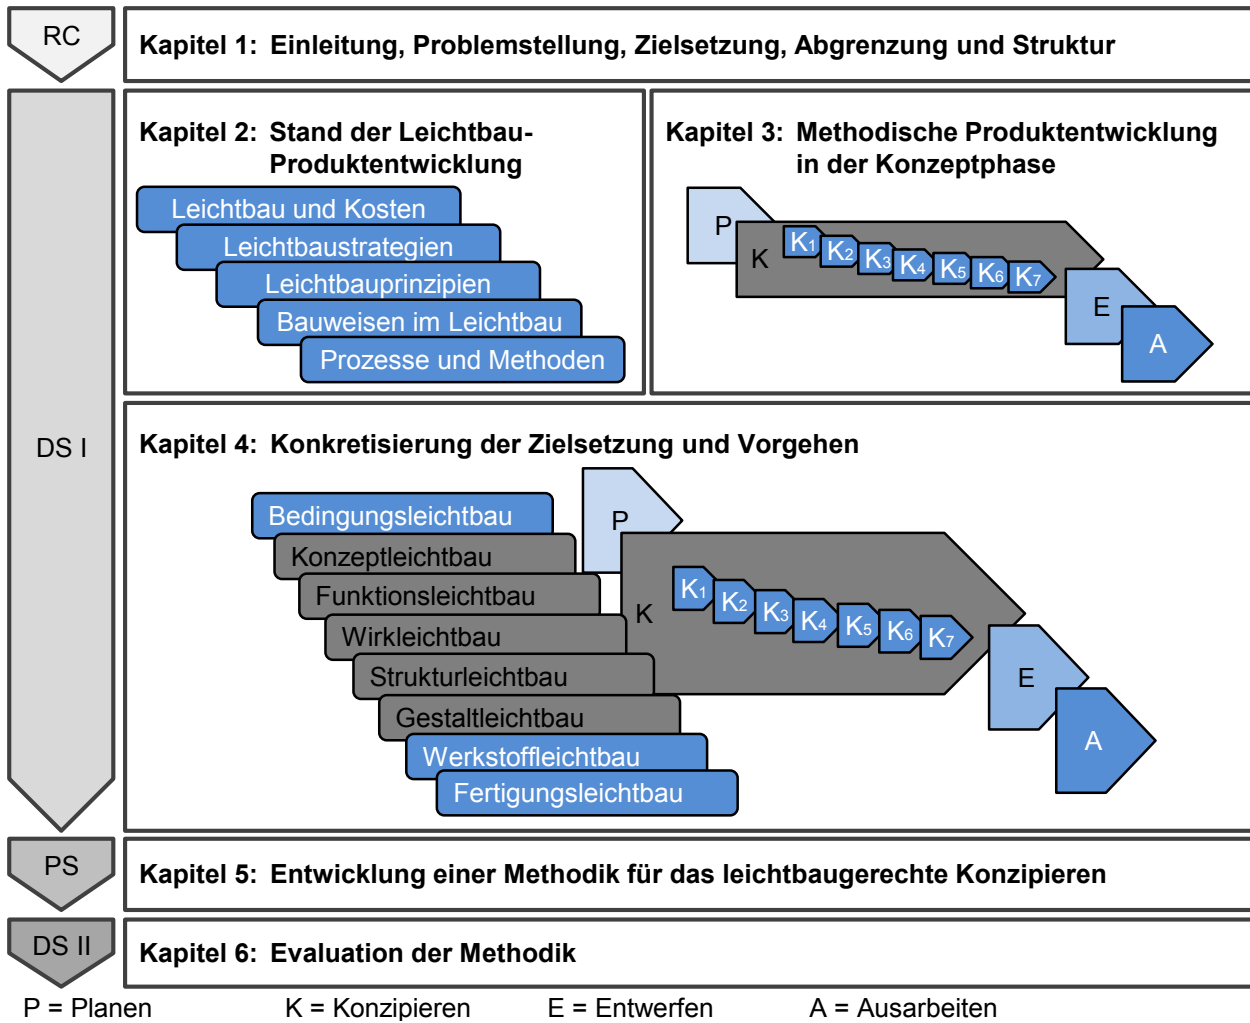 RC
Kapitel 1: Einleitung, Problemstellung, Zielsetzung, Abgrenzung und Struktur
DS I
Kapitel 2: Stand der Leichtbau-
Produktentwicklung
Leichtbau und Kosten
Leichtbaustrategien
Leichtbauprinzipien
Bauweisen im Leichtbau
Prozesse und Methoden
Kapitel 3: Methodische Produktentwicklung
in der Konzeptphase
P
K
K1
K2
K3
K4
K5
K6
K7
E
A
Kapitel 4: Konkretisierung der Zielsetzung und Vorgehen
Bedingungsleichtbau
Konzeptleichtbau
Funktionsleichtbau
Wirkleichtbau
Strukturleichtbau
Gestaltleichtbau
Werkstoffleichtbau
Fertigungsleichtbau
P
K
K1
K2
K3
K4
K5
K6
K7
E
A
PS
Kapitel 5: Entwicklung einer Methodik für das leichtbaugerechte Konzipieren
DS II
Kapitel 6: Evaluation der Methodik
P = Planen K = Konzipieren E = Entwerfen A = Ausarbeiten